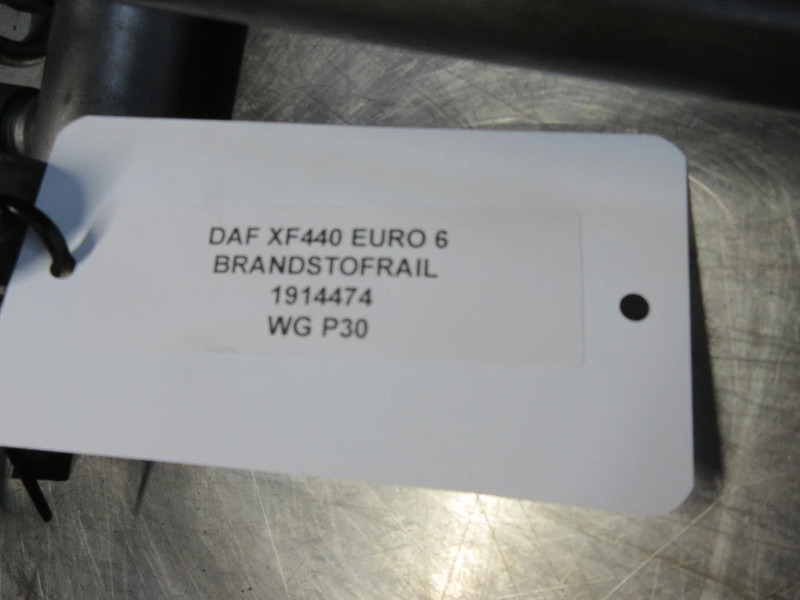 DAF XF440 EURO 6
BRANDSTOFRAIL
1914474
WG P30